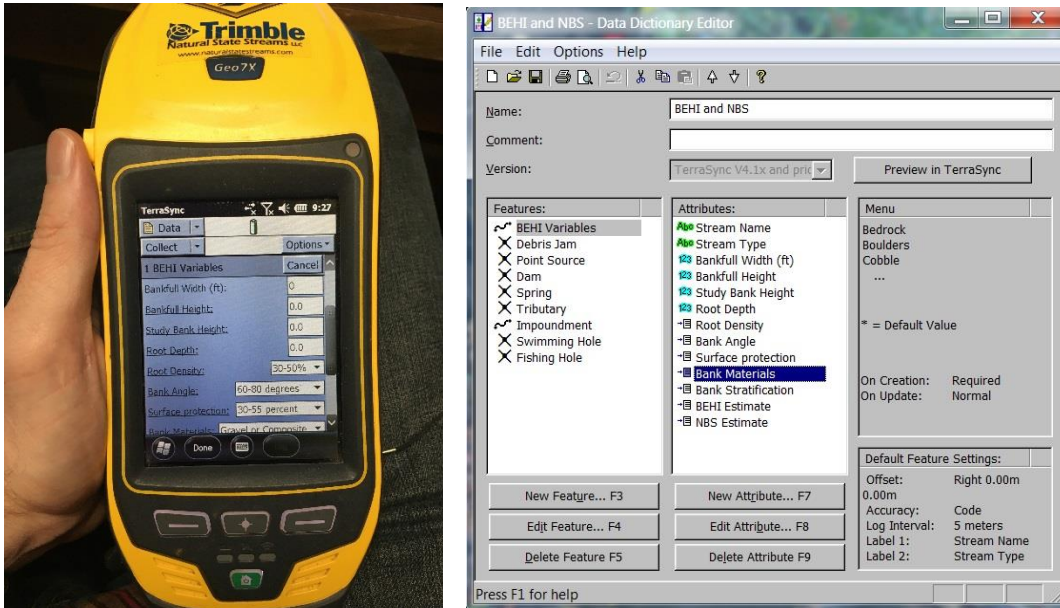 Trimble
Natural State Streams LLC
www.naturalstatestreams.com
Geo7X
TerraSync 9:27
Data
Collect Options
1 BEHI Variables Cancel
Bankfull Width (ft): 0
Bankfull Height: 0.0
Study Bank Height: 0.0
Root Depth: 0.0
Root Density: 30-50%
Bank Angle: 60-80 degrees
Surface protection: 30-55 percent
Bank Materials: Gravel or Composite
Done
BEHI and NBS - Data Dictionary Editor
File Edit Options Help
Name: BEHI and NBS
Comment:
Version: TerraSync V4.1x and pric Preview in TerraSync
Features:
BEHI Variables
Debris Jam
Point Source
Dam
Spring
Tributary
Impoundment
Swimming Hole
Fishing Hole
New Feature... F3
Edit Feature... F4
Delete Feature F5
Attributes:
Abc Stream Name
Abc Stream Type
123 Bankfull Width (ft)
123 Bankfull Height
123 Study Bank Height
123 Root Depth
Root Density
Bank Angle
Surface protection
Bank Materials
Bank Stratification
BEHI Estimate
NBS Estimate
New Attribute... F7
Edit Attribute... F8
Delete Attribute F9
Menu
Bedrock
Boulders
Cobble
...
* = Default Value
On Creation: Required
On Update: Normal
Default Feature Settings:
Offset: Right 0.00m
0.00m
Accuracy: Code
Log Interval: 5 meters
Label 1: Stream Name
Label 2: Stream Type
Press F1 for help